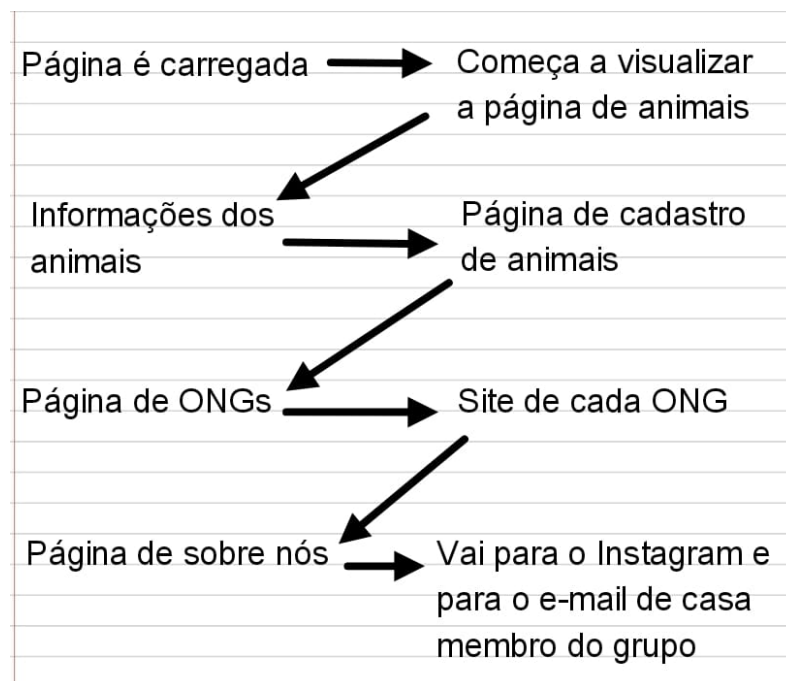 Página é carregada
Começa a visualizar
a página de animais
Informações dos
animais
Página de cadastro
de animais
Página de ONGs
Site de cada ONG
Página de sobre nós
Vai para o Instagram e
para o e-mail de casa
membro do grupo